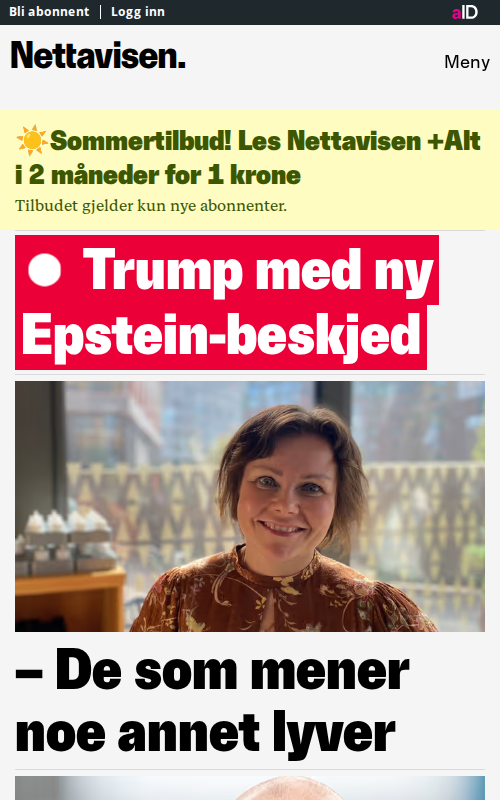 Bli abonnent | Logg inn
aID
Nettavisen.
Meny
☀️Sommertilbud! Les Nettavisen +Alt
i 2 måneder for 1 krone
Tilbudet gjelder kun nye abonnenter.
Trump med ny
Epstein-beskjed
– De som mener
noe annet lyver